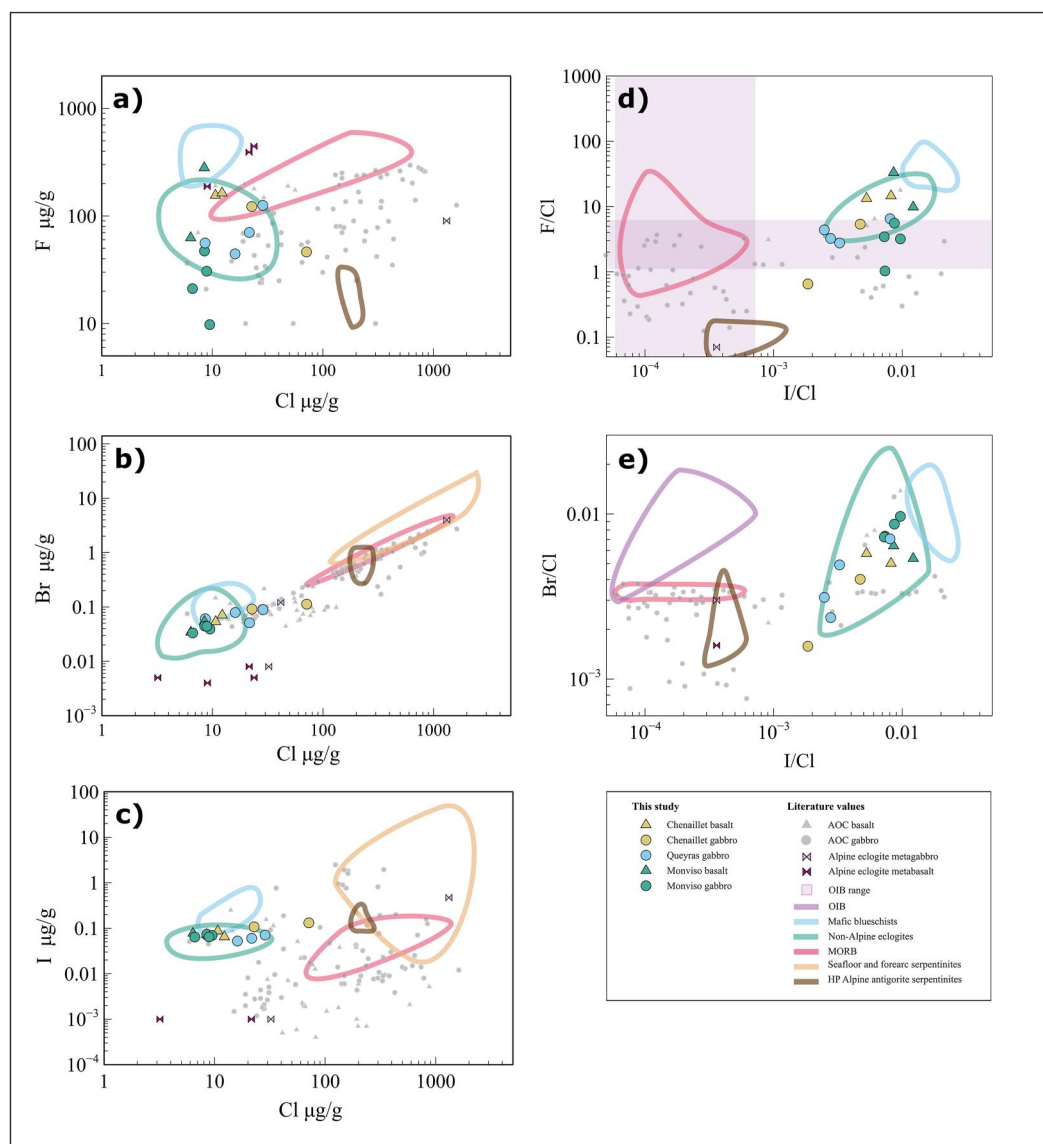 a)
1000
100
10
F µg/g
1
10
100
1000
Cl µg/g
d)
1000
100
10
1
0.1
F/Cl
10⁻⁴
10⁻³
0.01
I/Cl
b)
100
10
1
0.1
0.01
10⁻³
Br µg/g
1
10
100
1000
Cl µg/g
e)
0.01
10⁻³
Br/Cl
10⁻⁴
10⁻³
0.01
I/Cl
c)
100
10
1
0.1
0.01
10⁻³
10⁻⁴
I µg/g
1
10
100
1000
Cl µg/g
This study
Chenaillet basalt
Chenaillet gabbro
Queyras gabbro
Monviso basalt
Monviso gabbro
Literature values
AOC basalt
AOC gabbro
Alpine eclogite metagabbro
Alpine eclogite metabasalt
OIB range
OIB
Mafic blueschists
Non-Alpine eclogites
MORB
Seafloor and forearc serpentinites
HP Alpine antigorite serpentinites